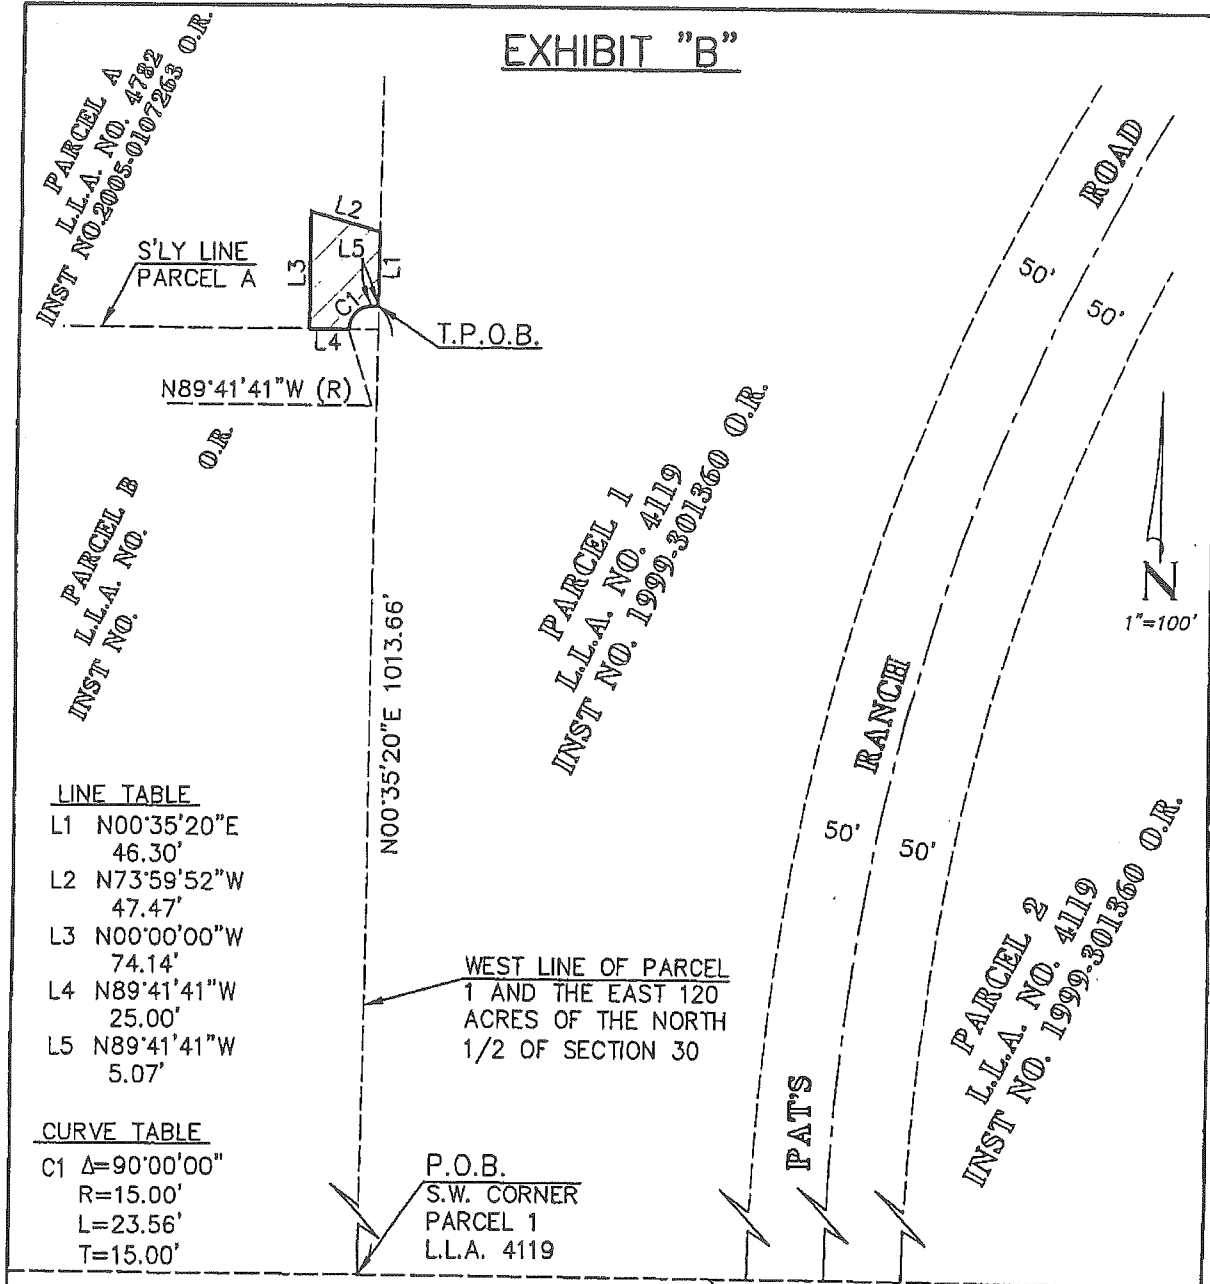 EXHIBIT "B"
PARCEL A
L.L.A. NO. 4782
INST NO.2005-0107263 O.R.
S'LY LINE
PARCEL A
L2
L5
L3
L1
C1
L4
T.P.O.B.
N89°41'41"W (R)
ROAD
50'
50'
PARCEL B
L.L.A. NO.
INST NO.
O.R.
PARCEL 1
L.L.A. NO. 4119
INST NO. 1999-301360 O.R.
N
1"=100'
N00°35'20"E 1013.66'
RANCH
50'
50'
LINE TABLE
L1 N00°35'20"E
46.30'
L2 N73°59'52"W
47.47'
L3 N00°00'00"W
74.14'
L4 N89°41'41"W
25.00'
L5 N89°41'41"W
5.07'
WEST LINE OF PARCEL
1 AND THE EAST 120
ACRES OF THE NORTH
1/2 OF SECTION 30
PARCEL 2
L.L.A. NO. 4119
INST NO. 1999-301360 O.R.
PAT'S
CURVE TABLE
C1 Δ=90°00'00"
R=15.00'
L=23.56'
T=15.00'
P.O.B.
S.W. CORNER
PARCEL 1
L.L.A. 4119